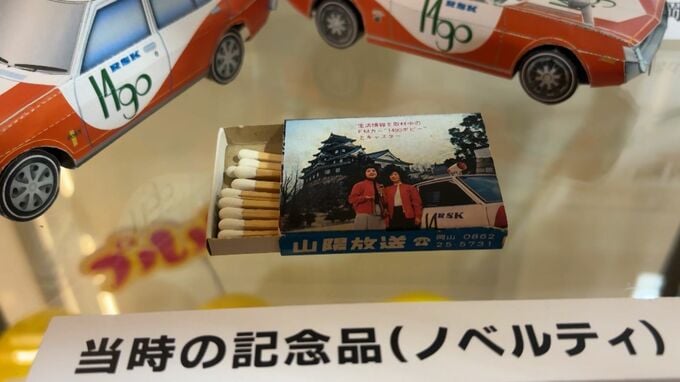 RSK
1490
RSK
1490
生活情報を取材中の
FMカー"1490ボビー"
とキャスター
RSK
山陽放送☎
岡山 0862
25-5731
当時の記念品(ノベルティ)